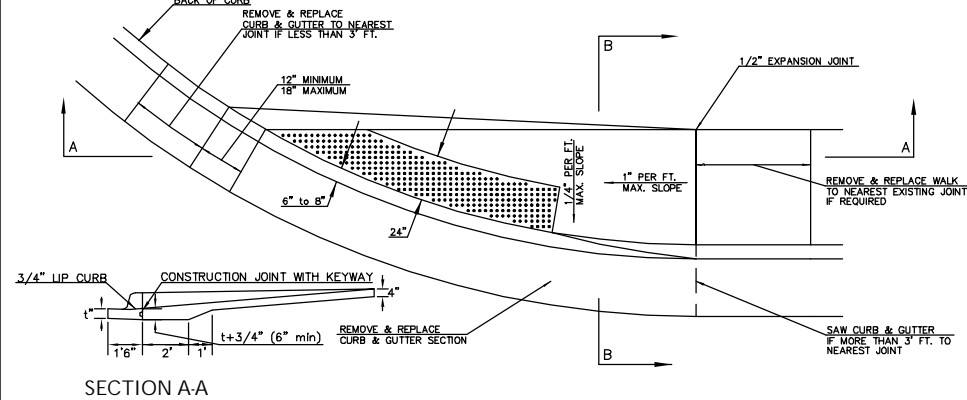 BACK OF CURB
REMOVE & REPLACE
CURB & GUTTER TO NEAREST
JOINT IF LESS THAN 3' FT.
12" MINIMUM
18" MAXIMUM
B
1/2" EXPANSION JOINT
A
A
1/4" PER FT.
MAX. SLOPE
1" PER FT.
MAX. SLOPE
REMOVE & REPLACE WALK
TO NEAREST EXISTING JOINT
IF REQUIRED
6" to 8"
24"
3/4" LIP CURB
CONSTRUCTION JOINT WITH KEYWAY
4"
t"
t+3/4" (6" min)
1'6"
2'
1'
REMOVE & REPLACE
CURB & GUTTER SECTION
B
SAW CURB & GUTTER
IF MORE THAN 3' FT. TO
NEAREST JOINT
SECTION A-A